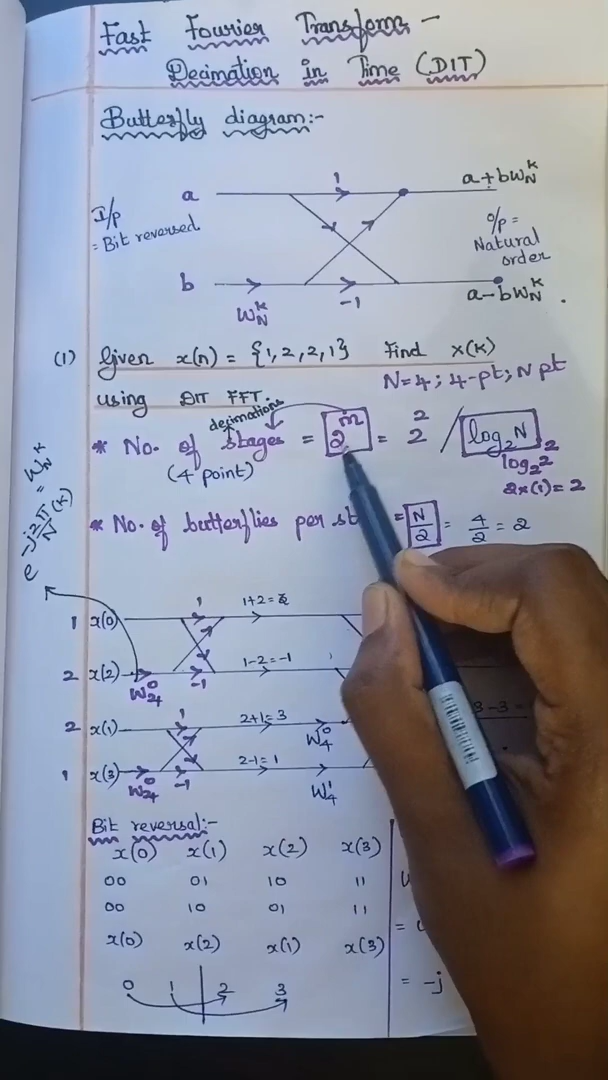 Fast Fourier Transform -
Decimation in Time (DIT)
Butterfly diagram:-
a 1 a+bW_N^k
I/p = Bit reversed
o/p = Natural order
b W_N^k -1 a-bW_N^k .
(1) Given x(n) = {1,2,2,1} Find X(K)
using DIT FFT.
N=4; 4-pt, N pt
decimations
* No. of stages = 2^m = 2^2 / log_2 N
(4 point)
log_2 2^2
2x(1)=2
* No. of butterflies per st = N/2 = 4/2 = 2
e^-j2π/N (k) = W_N^k
1 x(0) 1 1+2=3
2 x(2) W_4^0 -1 1-2=-1
2 x(1) 1 2+1=3 W_4^0
3-3=
1 x(3) W_4^0 -1 2-1=1 W_4^1
Bit reversal:-
x(0) x(1) x(2) x(3)
00 01 10 11
00 10 01 11
x(0) x(2) x(1) x(3)
0 1 2 3
=
= -j